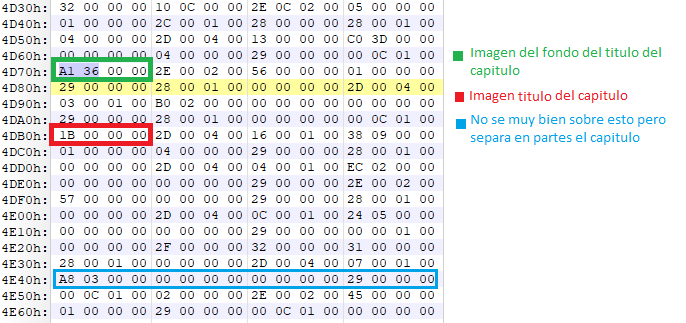 4D30h: 32 00 00 00 10 0C 00 00 2E 0C 02 00 05 00 00 00
4D40h: 01 00 00 00 2C 00 01 00 28 00 00 00 28 00 01 00
4D50h: 04 00 00 00 2D 00 04 00 13 00 00 00 C0 3D 00 00
4D60h: 00 00 00 00 04 00 00 00 29 00 00 00 00 00 0C 01
4D70h: A1 36 00 00 2E 00 02 00 56 00 00 00 01 00 00 00
4D80h: 29 00 00 00 28 00 01 00 00 00 00 00 2D 00 04 00
4D90h: 03 00 01 00 B0 02 00 00 00 00 00 00 00 00 00 00
4DA0h: 29 00 00 00 28 00 01 00 00 00 00 00 00 00 0C 01
4DB0h: 1B 00 00 00 2D 00 04 00 16 00 01 00 38 09 00 00
4DC0h: 01 00 00 00 04 00 00 00 29 00 00 00 28 00 01 00
4DD0h: 00 00 00 00 2D 00 04 00 04 00 01 00 EC 02 00 00
4DE0h: 00 00 00 00 00 00 00 00 29 00 00 00 2E 00 02 00
4DF0h: 57 00 00 00 00 00 00 00 29 00 00 00 28 00 01 00
4E00h: 00 00 00 00 2D 00 04 00 0C 00 01 00 24 05 00 00
4E10h: 00 00 00 00 00 00 00 00 29 00 00 00 00 00 01 00
4E20h: 00 00 00 00 2F 00 00 00 32 00 00 00 31 00 00 00
4E30h: 28 00 01 00 00 00 00 00 2D 00 04 00 07 00 01 00
4E40h: A8 03 00 00 00 00 00 00 00 00 00 00 29 00 00 00
4E50h: 00 0C 01 00 02 00 00 00 2E 00 02 00 45 00 00 00
4E60h: 01 00 00 00 29 00 00 00 00 0C 01 00 00 00 00 00
Imagen del fondo del titulo del
capitulo
Imagen titulo del capitulo
No se muy bien sobre esto pero
separa en partes el capitulo